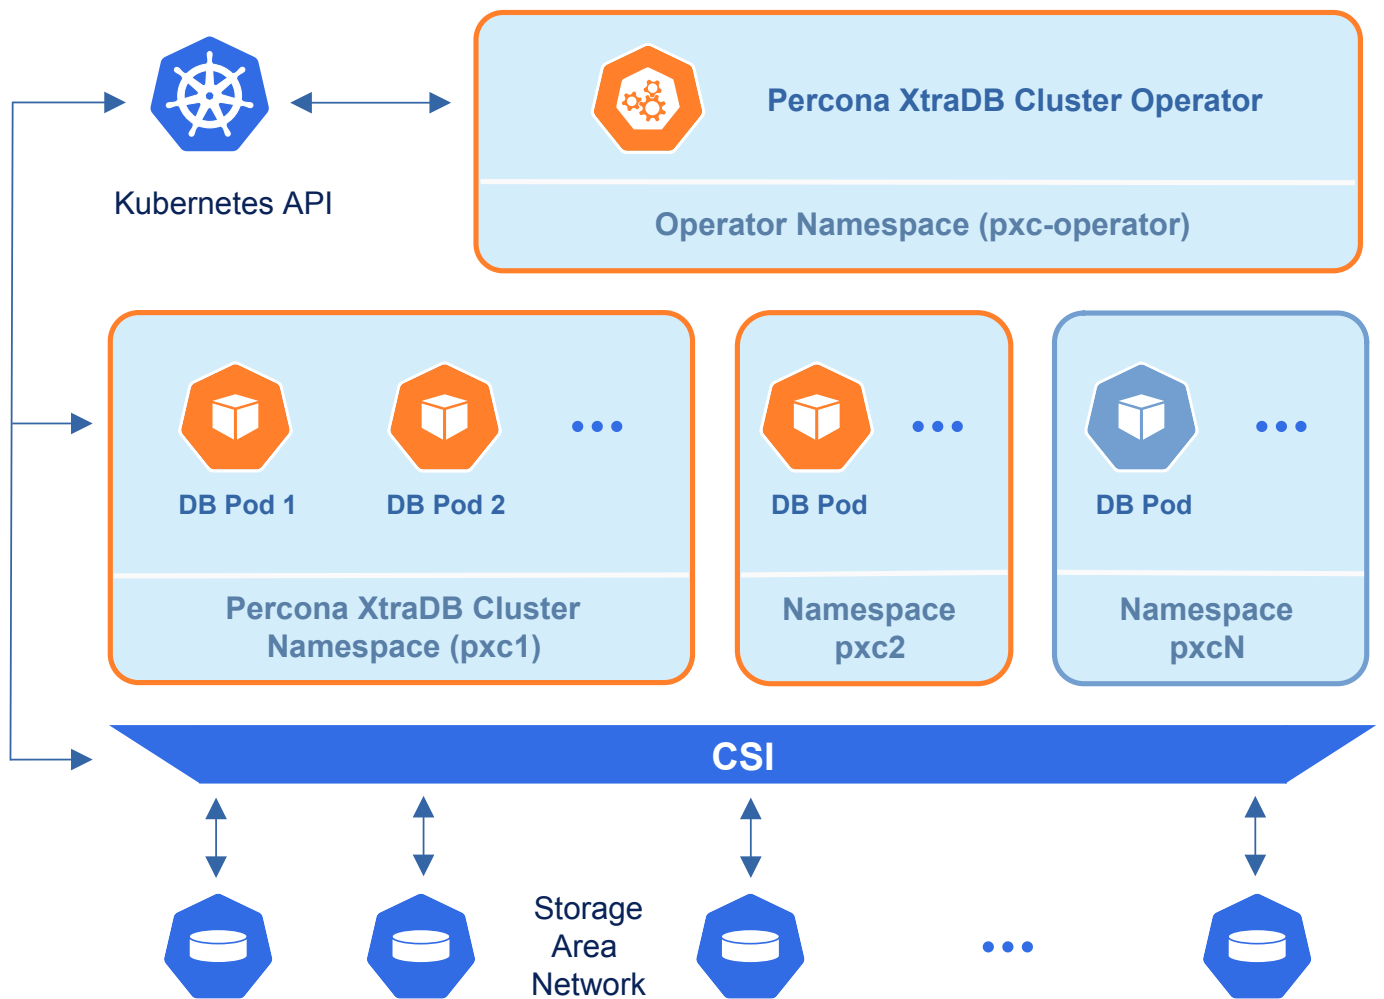 Percona XtraDB Cluster Operator
Kubernetes API
Operator Namespace (pxc-operator)
DB Pod 1
DB Pod 2
DB Pod
DB Pod
Percona XtraDB Cluster
Namespace (pxc1)
Namespace
pxc2
Namespace
pxcN
CSI
Storage
Area
Network